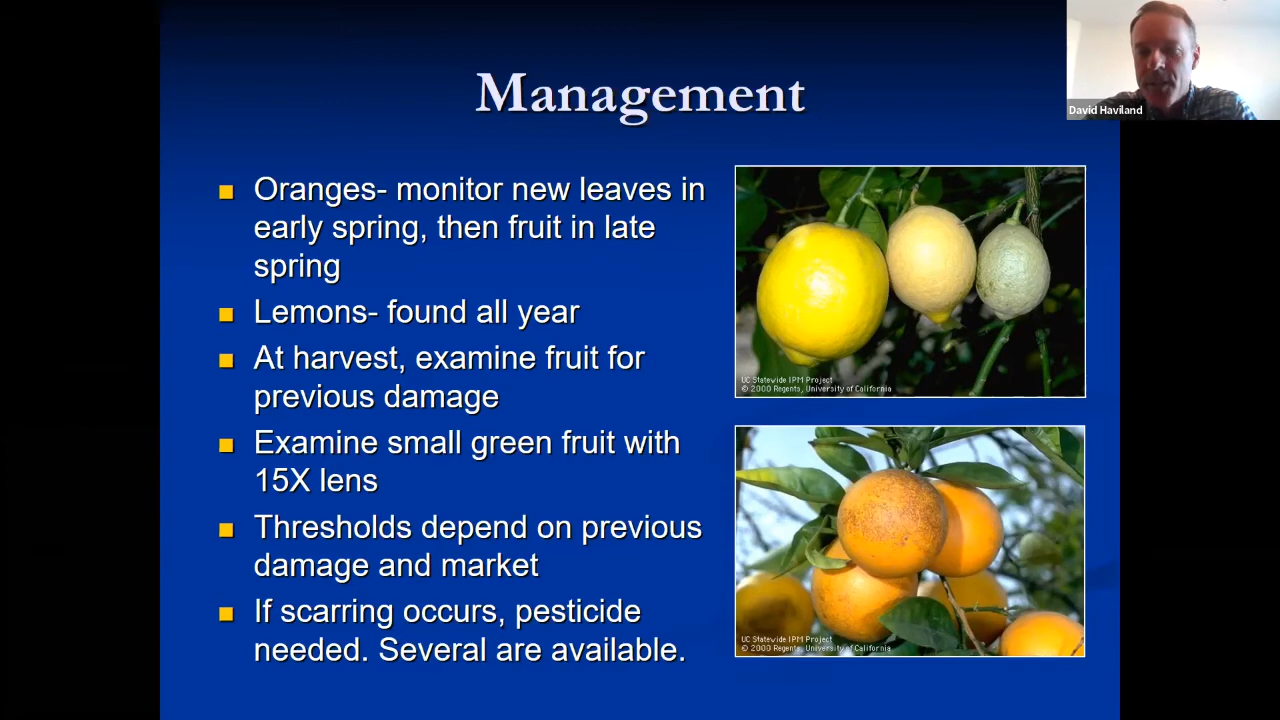 Management
David Haviland
Oranges- monitor new leaves in
early spring, then fruit in late
spring
Lemons- found all year
At harvest, examine fruit for
previous damage
Examine small green fruit with
15X lens
Thresholds depend on previous
damage and market
If scarring occurs, pesticide
needed. Several are available.
UC Statewide IPM Project
© 2000 Regents, University of California
UC Statewide IPM Project
© 2000 Regents, University of California